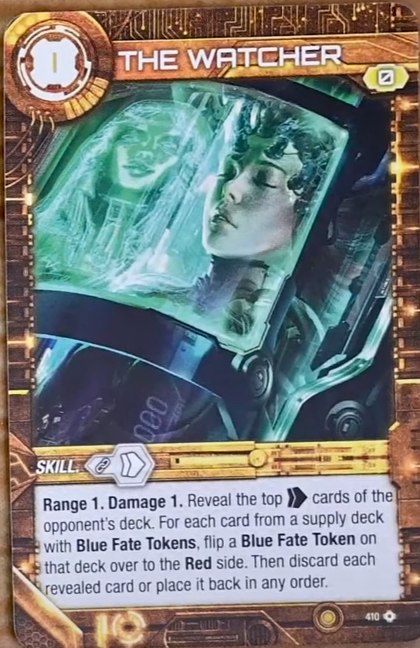 I
THE WATCHER
080
SKILL.
Range 1. Damage 1. Reveal the top cards of the
opponent's deck. For each card from a supply deck
with Blue Fate Tokens, flip a Blue Fate Token on
that deck over to the Red side. Then discard each
revealed card or place it back in any order.
410